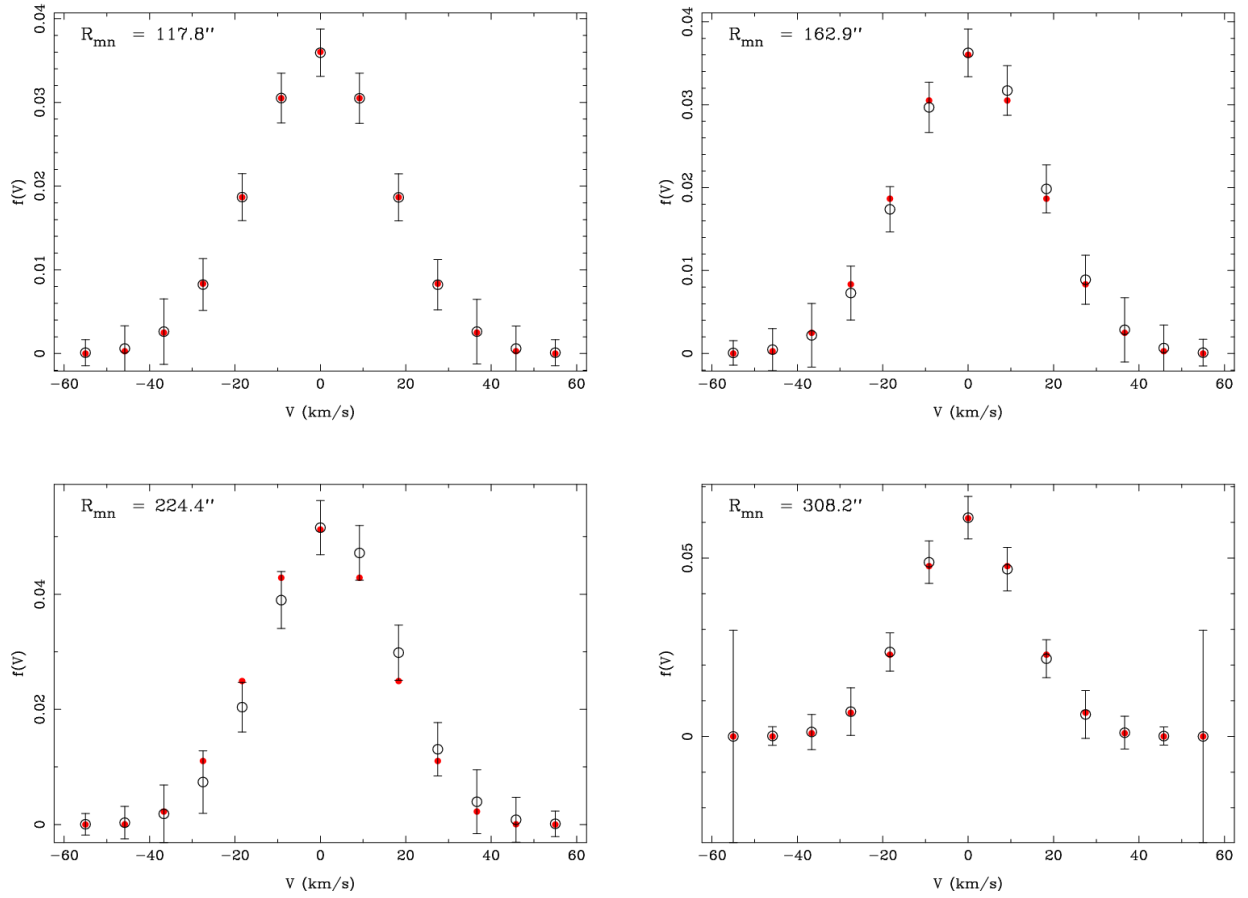 R_mn = 117.8"
0.04
0.03
0.02
0.01
0
f(V)
−60 −40 −20 0 20 40 60
V (km/s)
R_mn = 162.9"
0.04
0.03
0.02
0.01
0
f(V)
−60 −40 −20 0 20 40 60
V (km/s)
R_mn = 224.4"
0.04
0.02
0
f(V)
−60 −40 −20 0 20 40 60
V (km/s)
R_mn = 308.2"
0.05
0
f(V)
−60 −40 −20 0 20 40 60
V (km/s)